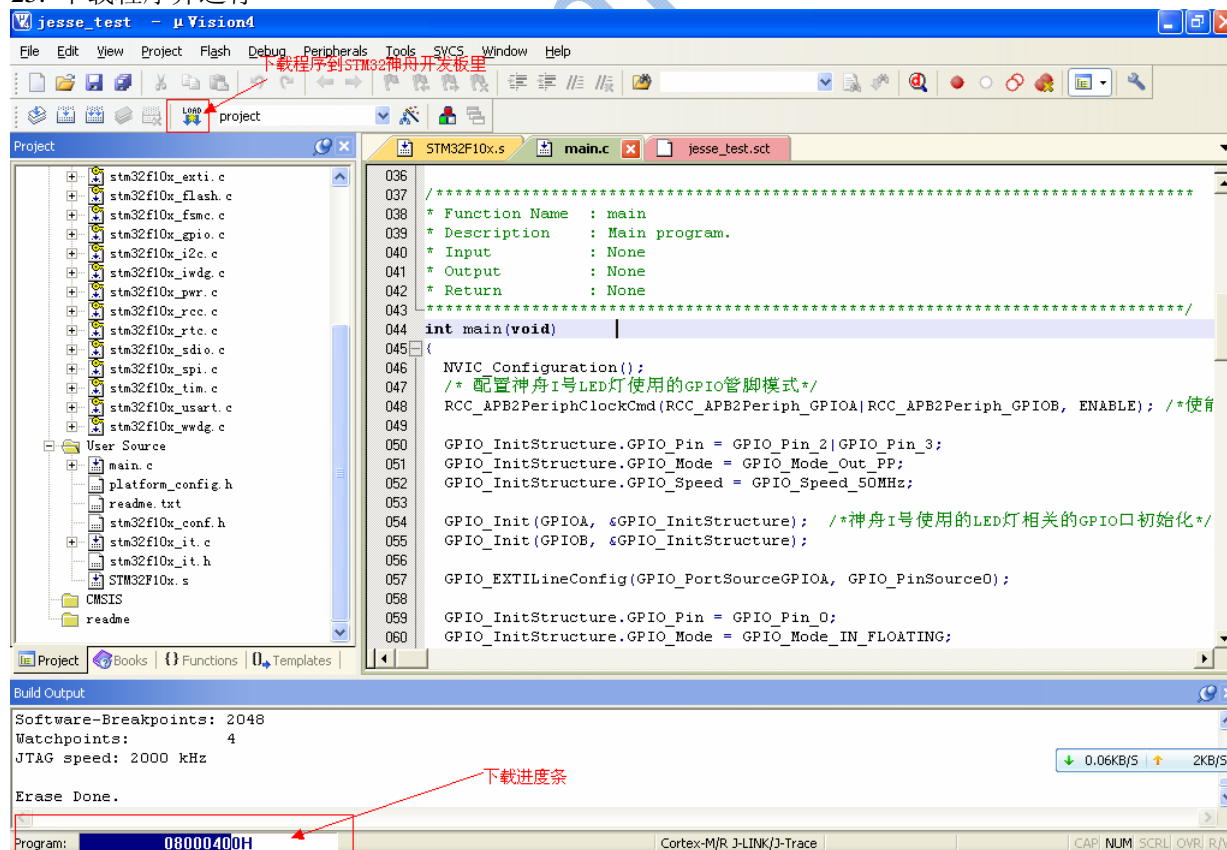 jesse_test - µVision4
File Edit View Project Flash Debug Peripherals Tools SVCS Window Help
下载程序到STM32神舟开发板里
LOAD project
Project
STM32F10x.s main.c jesse_test.sct
stm32f10x_exti.c
stm32f10x_flash.c
stm32f10x_fsmc.c
stm32f10x_gpio.c
stm32f10x_i2c.c
stm32f10x_iwdg.c
stm32f10x_pwr.c
stm32f10x_rcc.c
stm32f10x_rtc.c
stm32f10x_sdio.c
stm32f10x_spi.c
stm32f10x_tim.c
stm32f10x_usart.c
stm32f10x_wwdg.c
User Source
main.c
platform_config.h
readme.txt
stm32f10x_conf.h
stm32f10x_it.c
stm32f10x_it.h
STM32F10x.s
CMSIS
readme
Project Books {} Functions 0 Templates
036
037 /*******************************************************************************
038 * Function Name : main
039 * Description : Main program.
040 * Input : None
041 * Output : None
042 * Return : None
043 *******************************************************************************/
044 int main(void)
045 {
046 NVIC_Configuration();
047 /* 配置神舟I号LED灯使用的GPIO管脚模式*/
048 RCC_APB2PeriphClockCmd(RCC_APB2Periph_GPIOA|RCC_APB2Periph_GPIOB, ENABLE); /*使
049
050 GPIO_InitStructure.GPIO_Pin = GPIO_Pin_2|GPIO_Pin_3;
051 GPIO_InitStructure.GPIO_Mode = GPIO_Mode_Out_PP;
052 GPIO_InitStructure.GPIO_Speed = GPIO_Speed_50MHz;
053
054 GPIO_Init(GPIOA, &GPIO_InitStructure); /*神舟I号使用的LED灯相关的GPIO口初始化*/
055 GPIO_Init(GPIOB, &GPIO_InitStructure);
056
057 GPIO_EXTILineConfig(GPIO_PortSourceGPIOA, GPIO_PinSource0);
058
059 GPIO_InitStructure.GPIO_Pin = GPIO_Pin_0;
060 GPIO_InitStructure.GPIO_Mode = GPIO_Mode_IN_FLOATING;
Build Output
Software-Breakpoints: 2048
Watchpoints: 4
JTAG speed: 2000 kHz
↓ 0.06KB/S ↑ 2KB/S
下载进度条
Erase Done.
Program: 08000400H Cortex-M/R J-LINK/J-Trace CAP NUM SCRL OVR R/